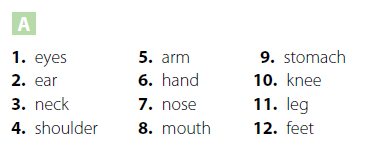 A
1. eyes
2. ear
3. neck
4. shoulder
5. arm
6. hand
7. nose
8. mouth
9. stomach
10. knee
11. leg
12. feet